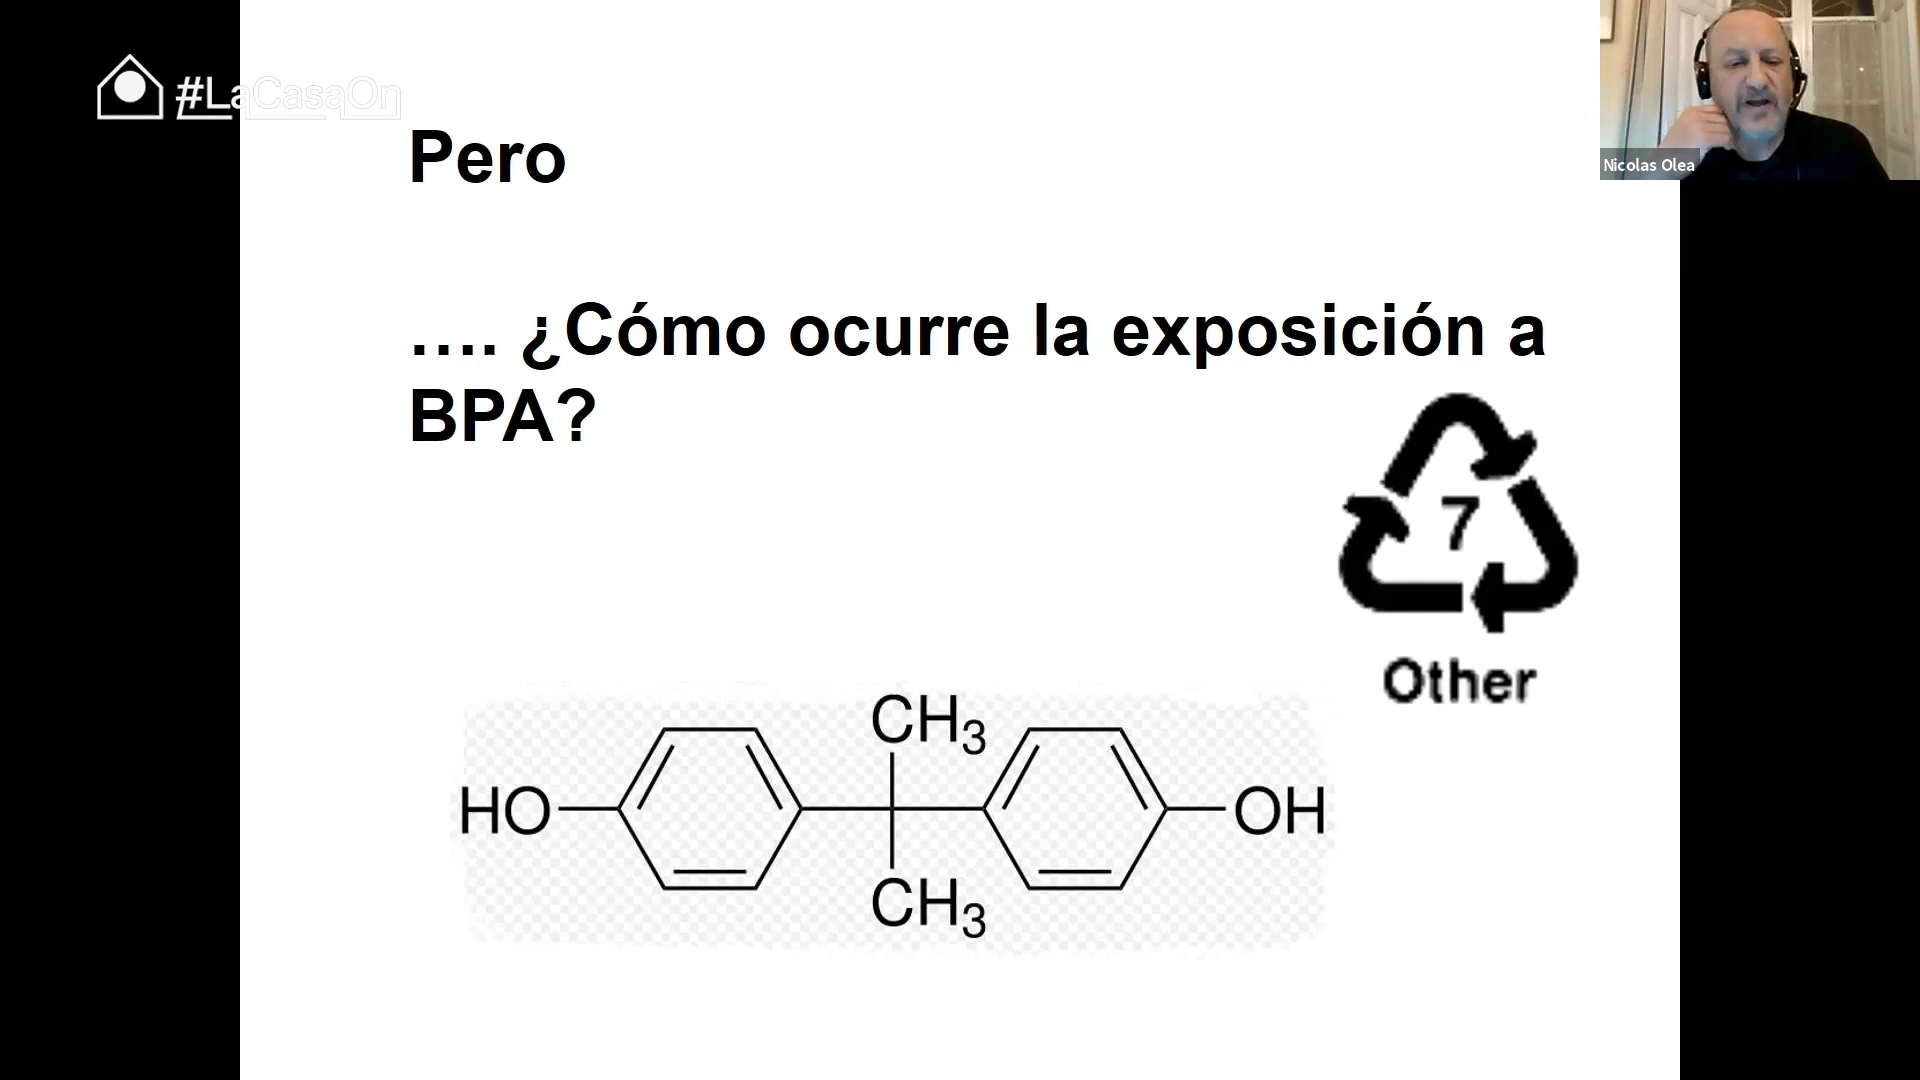 #LaCasaOn
Pero
…. ¿Cómo ocurre la exposición a
BPA?
Nicolas Olea
7
Other
CH3
HO
OH
CH3